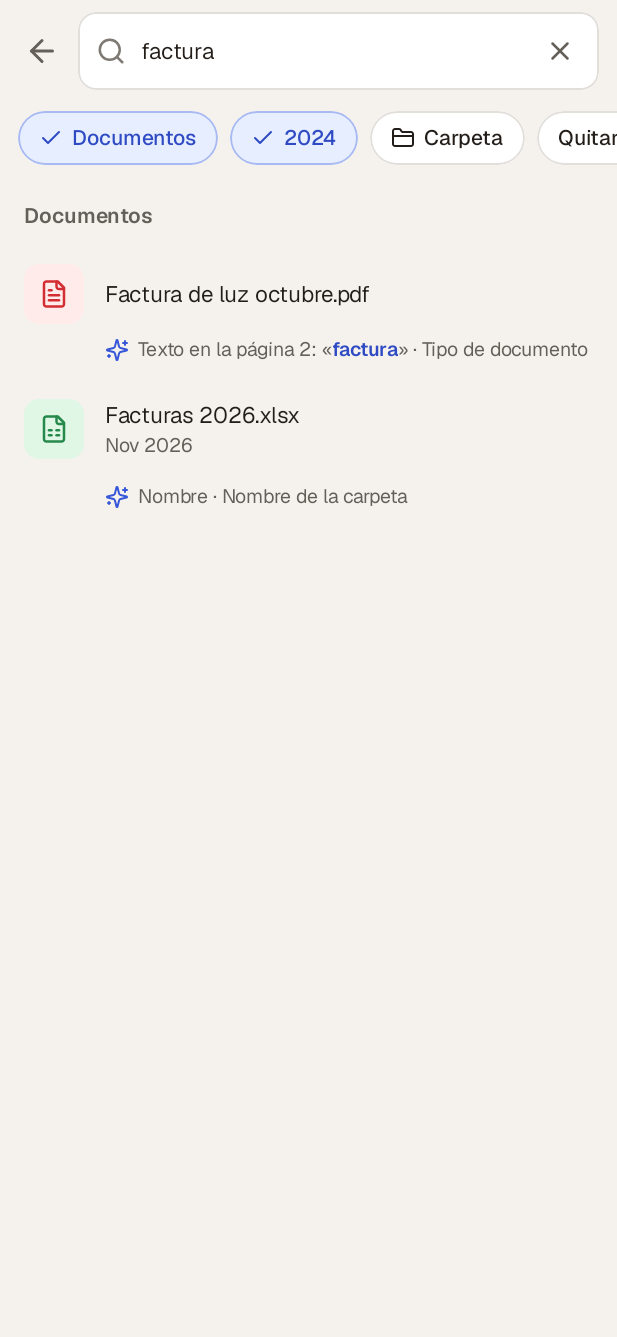 factura
Documentos
2024
Carpeta
Quitar
Documentos
Factura de luz octubre.pdf
Texto en la página 2: «factura» · Tipo de documento
Facturas 2026.xlsx
Nov 2026
Nombre · Nombre de la carpeta